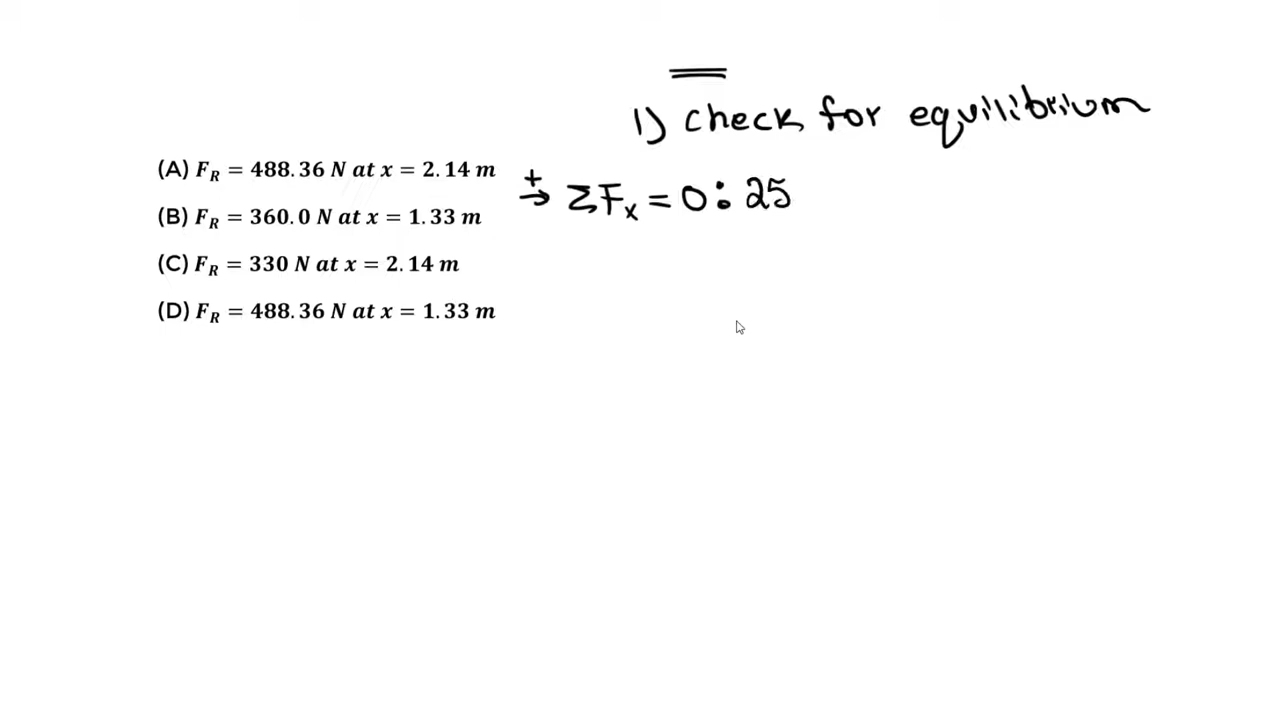 1) check for equilibrium
(A) F_R = 488.36 N at x = 2.14 m
+→ ΣFx = 0: 25
(B) F_R = 360.0 N at x = 1.33 m
(C) F_R = 330 N at x = 2.14 m
(D) F_R = 488.36 N at x = 1.33 m